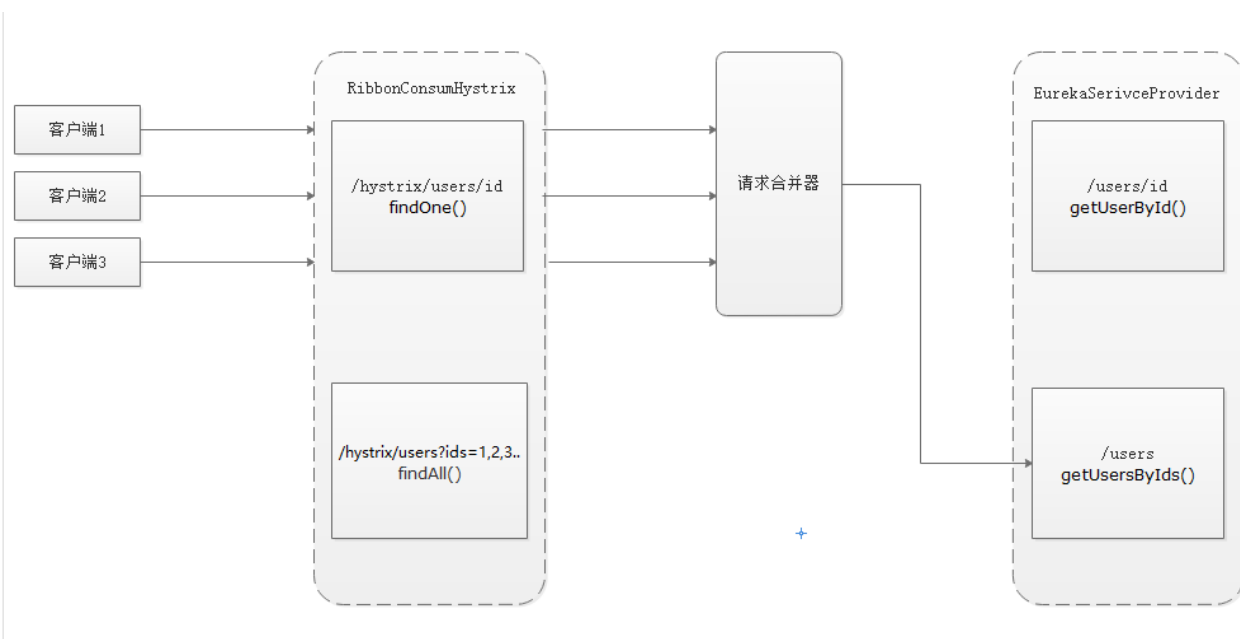 客户端1
客户端2
客户端3
RibbonConsumHystrix
/hystrix/users/id
findOne()
/hystrix/users?ids=1,2,3..
findAll()
请求合并器
EurekaSerivceProvider
/users/id
getUserById()
/users
getUsersByIds()